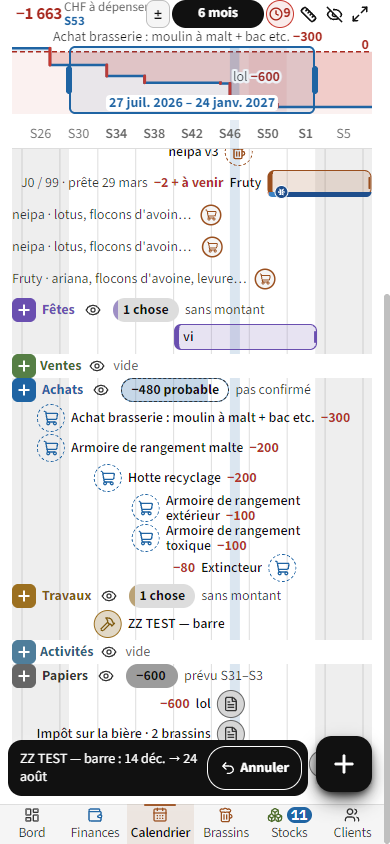 −1 663 CHF à dépenser
S53
±
6 mois
9
Achat brasserie : moulin à malt + bac etc. −300
0
lol −600
27 juil. 2026 – 24 janv. 2027
S26 S30 S34 S38 S42 S46 S50 S1 S5
neipa v3
J0 / 99 · prête 29 mars −2 + à venir Fruty
neipa · lotus, flocons d'avoin…
neipa · lotus, flocons d'avoin…
Fruty · ariana, flocons d'avoine, levure…
Fêtes 1 chose sans montant
vi
Ventes vide
Achats −480 probable pas confirmé
Achat brasserie : moulin à malt + bac etc. −300
Armoire de rangement malte −200
Hotte recyclage −200
Armoire de rangement
extérieur −100
Armoire de rangement
toxique −100
−80 Extincteur
Travaux 1 chose sans montant
ZZ TEST — barre
Activités vide
Papiers −600 prévu S31–S3
−600 lol
Impôt sur la bière · 2 brassins
ZZ TEST — barre : 14 déc. → 24
août
Annuler
+
Bord Finances Calendrier Brassins Stocks 11 Clients